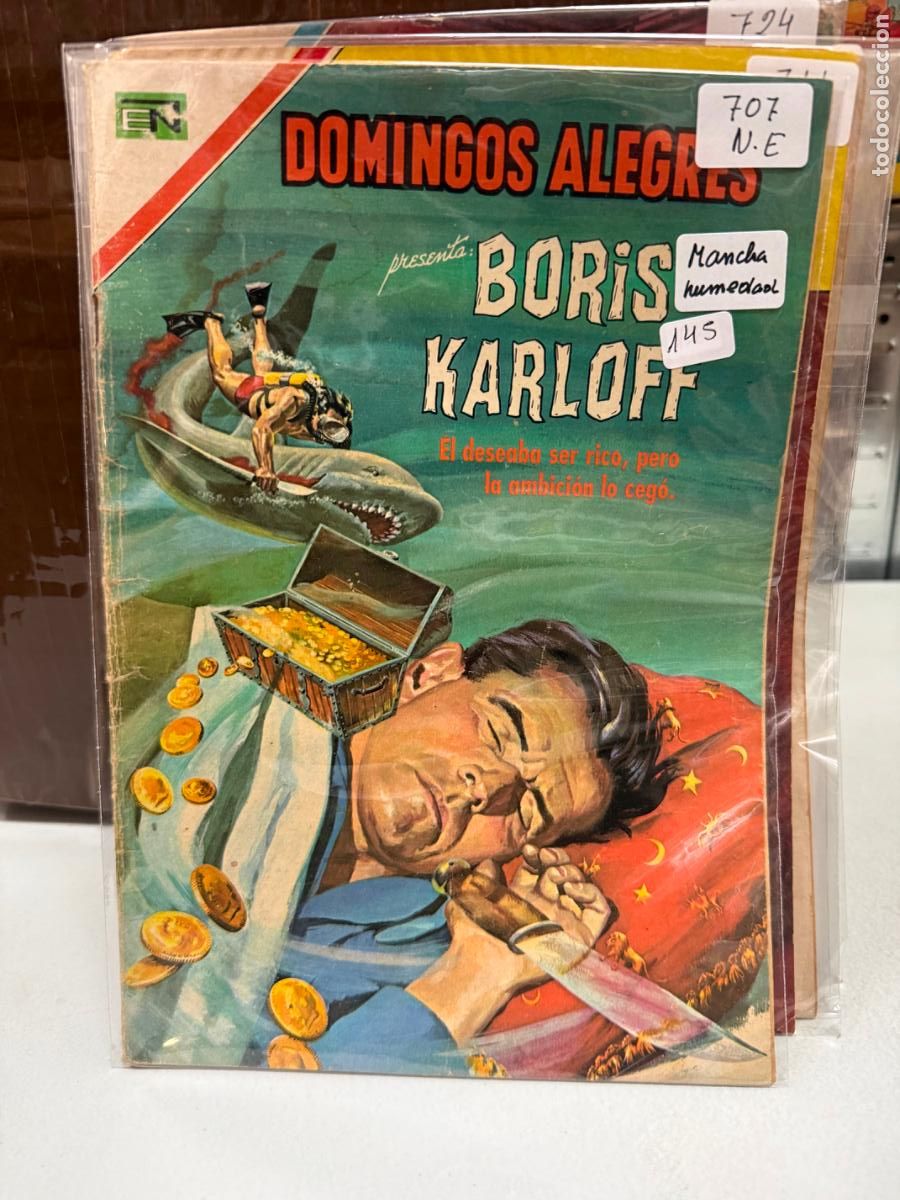 724
EN
DOMINGOS ALEGRES
707
N.E
presenta:
BORIS
KARLOFF
Mancha
humedad
145
El deseaba ser rico, pero
la ambición lo cegó.
todocoleccion